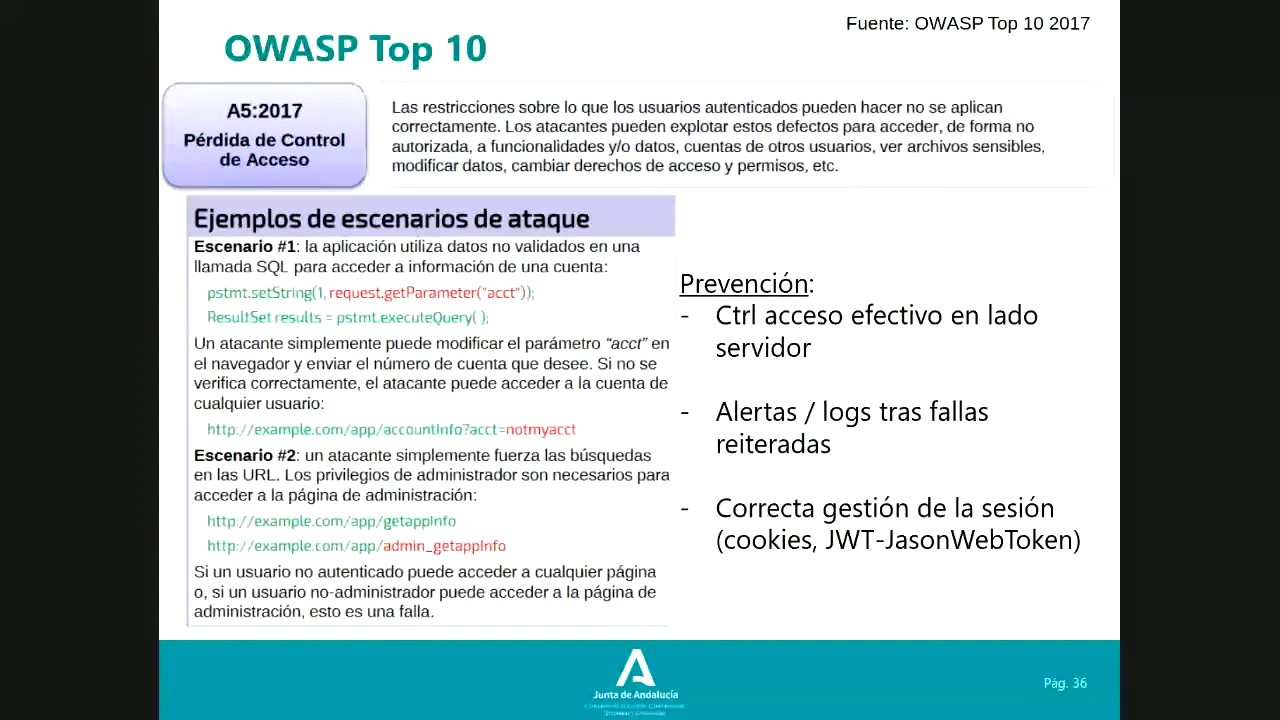 Fuente: OWASP Top 10 2017
OWASP Top 10
A5:2017
Pérdida de Control
de Acceso
Las restricciones sobre lo que los usuarios autenticados pueden hacer no se aplican
correctamente. Los atacantes pueden explotar estos defectos para acceder, de forma no
autorizada, a funcionalidades y/o datos, cuentas de otros usuarios, ver archivos sensibles,
modificar datos, cambiar derechos de acceso y permisos, etc.
Ejemplos de escenarios de ataque
Escenario #1: la aplicación utiliza datos no validados en una
llamada SQL para acceder a información de una cuenta:
pstmt.setString(1, request.getParameter("acct"));
ResultSet results = pstmt.executeQuery( );
Un atacante simplemente puede modificar el parámetro “acct” en
el navegador y enviar el número de cuenta que desee. Si no se
verifica correctamente, el atacante puede acceder a la cuenta de
cualquier usuario:
http://example.com/app/accountInfo?acct=notmyacct
Escenario #2: un atacante simplemente fuerza las búsquedas
en las URL. Los privilegios de administrador son necesarios para
acceder a la página de administración:
http://example.com/app/getappInfo
http://example.com/app/admin_getappInfo
Si un usuario no autenticado puede acceder a cualquier página
o, si un usuario no-administrador puede acceder a la página de
administración, esto es una falla.
Prevención:
- Ctrl acceso efectivo en lado
servidor
- Alertas / logs tras fallas
reiteradas
- Correcta gestión de la sesión
(cookies, JWT-JasonWebToken)
Junta de Andalucía
Pág. 36